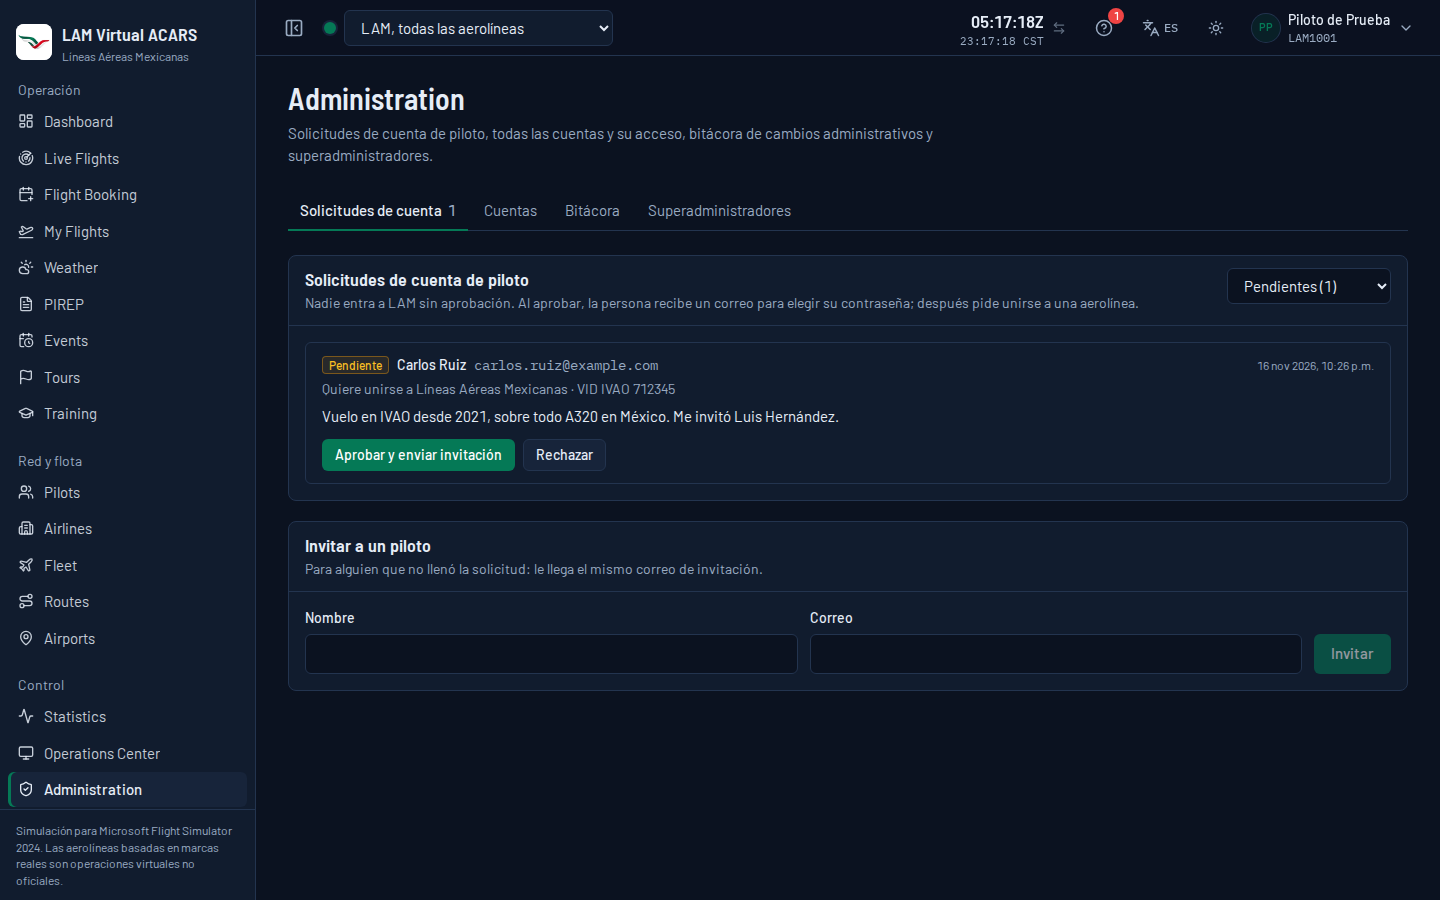 LAM Virtual ACARS
Líneas Aéreas Mexicanas
Operación
Dashboard
Live Flights
Flight Booking
My Flights
Weather
PIREP
Events
Tours
Training
Red y flota
Pilots
Airlines
Fleet
Routes
Airports
Control
Statistics
Operations Center
Administration
Simulación para Microsoft Flight Simulator
2024. Las aerolíneas basadas en marcas
reales son operaciones virtuales no
oficiales.
LAM, todas las aerolíneas
05:17:18Z
23:17:18 CST
1
ES
PP
Piloto de Prueba
LAM1001
Administration
Solicitudes de cuenta de piloto, todas las cuentas y su acceso, bitácora de cambios administrativos y
superadministradores.
Solicitudes de cuenta 1
Cuentas
Bitácora
Superadministradores
Solicitudes de cuenta de piloto
Nadie entra a LAM sin aprobación. Al aprobar, la persona recibe un correo para elegir su contraseña; después pide unirse a una aerolínea.
Pendientes (1)
Pendiente Carlos Ruiz carlos.ruiz@example.com
16 nov 2026, 10:26 p.m.
Quiere unirse a Líneas Aéreas Mexicanas · VID IVAO 712345
Vuelo en IVAO desde 2021, sobre todo A320 en México. Me invitó Luis Hernández.
Aprobar y enviar invitación
Rechazar
Invitar a un piloto
Para alguien que no llenó la solicitud: le llega el mismo correo de invitación.
Nombre
Correo
Invitar